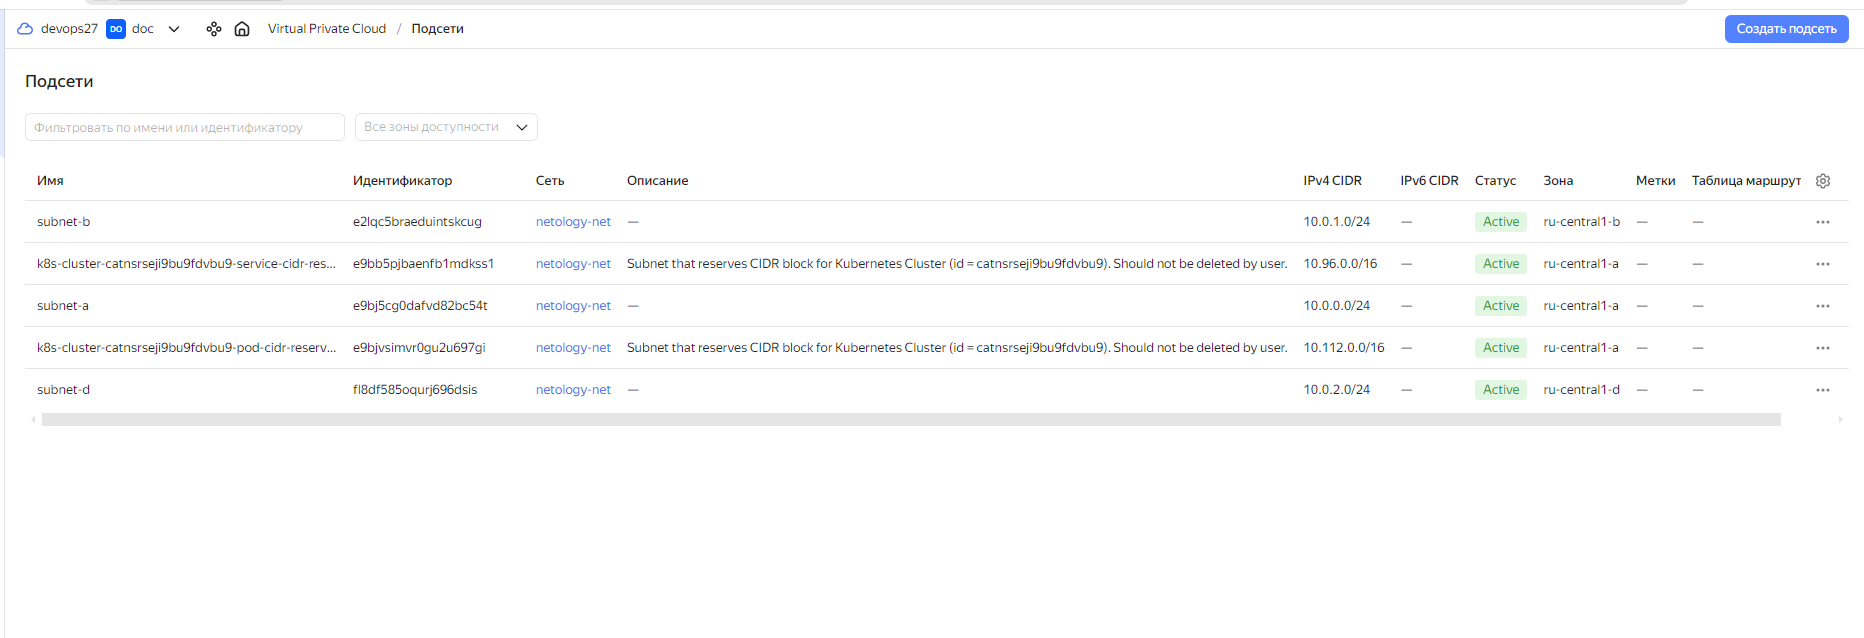 devops27 DO doc Virtual Private Cloud / Подсети Создать подсеть
Подсети
Фильтровать по имени или идентификатору Все зоны доступности
Имя Идентификатор Сеть Описание IPv4 CIDR IPv6 CIDR Статус Зона Метки Таблица маршрут
subnet-b e2lqc5braeduintskcug netology-net — 10.0.1.0/24 — Active ru-central1-b — —
k8s-cluster-catnsrseji9bu9fdvbu9-service-cidr-res... e9bb5pjbaenfb1mdkss1 netology-net Subnet that reserves CIDR block for Kubernetes Cluster (id = catnsrseji9bu9fdvbu9). Should not be deleted by user. 10.96.0.0/16 — Active ru-central1-a — —
subnet-a e9bj5cg0dafvd82bc54t netology-net — 10.0.0.0/24 — Active ru-central1-a — —
k8s-cluster-catnsrseji9bu9fdvbu9-pod-cidr-reserv... e9bjvsimvr0gu2u697gi netology-net Subnet that reserves CIDR block for Kubernetes Cluster (id = catnsrseji9bu9fdvbu9). Should not be deleted by user. 10.112.0.0/16 — Active ru-central1-a — —
subnet-d fl8df585oqurj696dsis netology-net — 10.0.2.0/24 — Active ru-central1-d — —